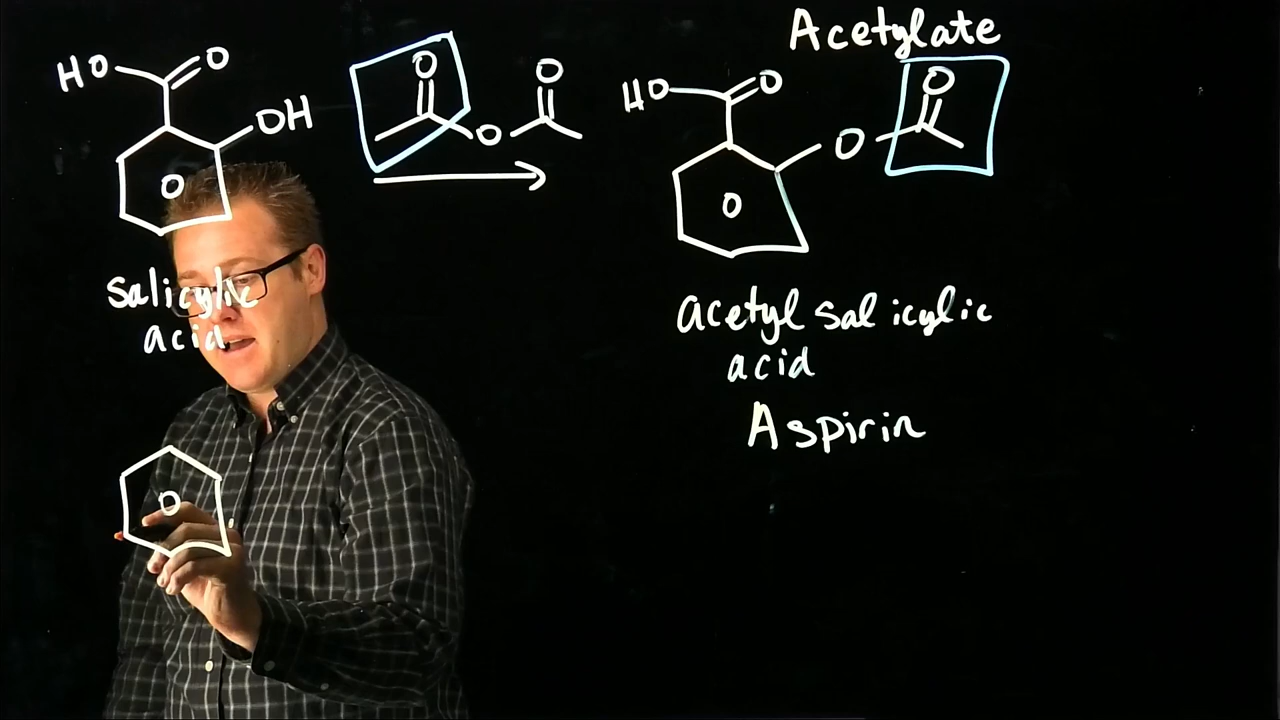 Acetylate
HO O OH
O O O
HO O O O
salicylic
acid
acetyl salicylic
acid
Aspirin